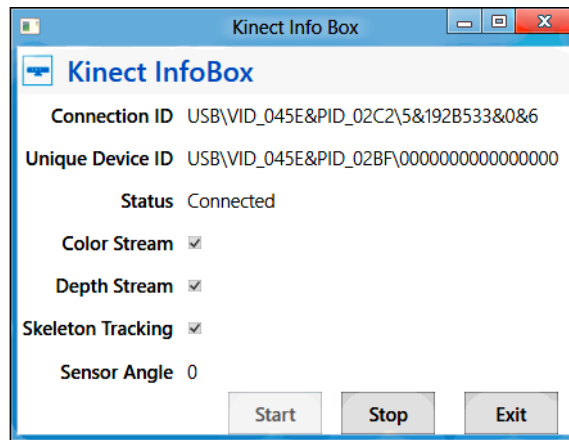 Kinect Info Box
Kinect InfoBox
Connection ID USB\VID_045E&PID_02C2\5&192B533&0&6
Unique Device ID USB\VID_045E&PID_02BF\0000000000000000
Status Connected
Color Stream
Depth Stream
Skeleton Tracking
Sensor Angle 0
Start Stop Exit